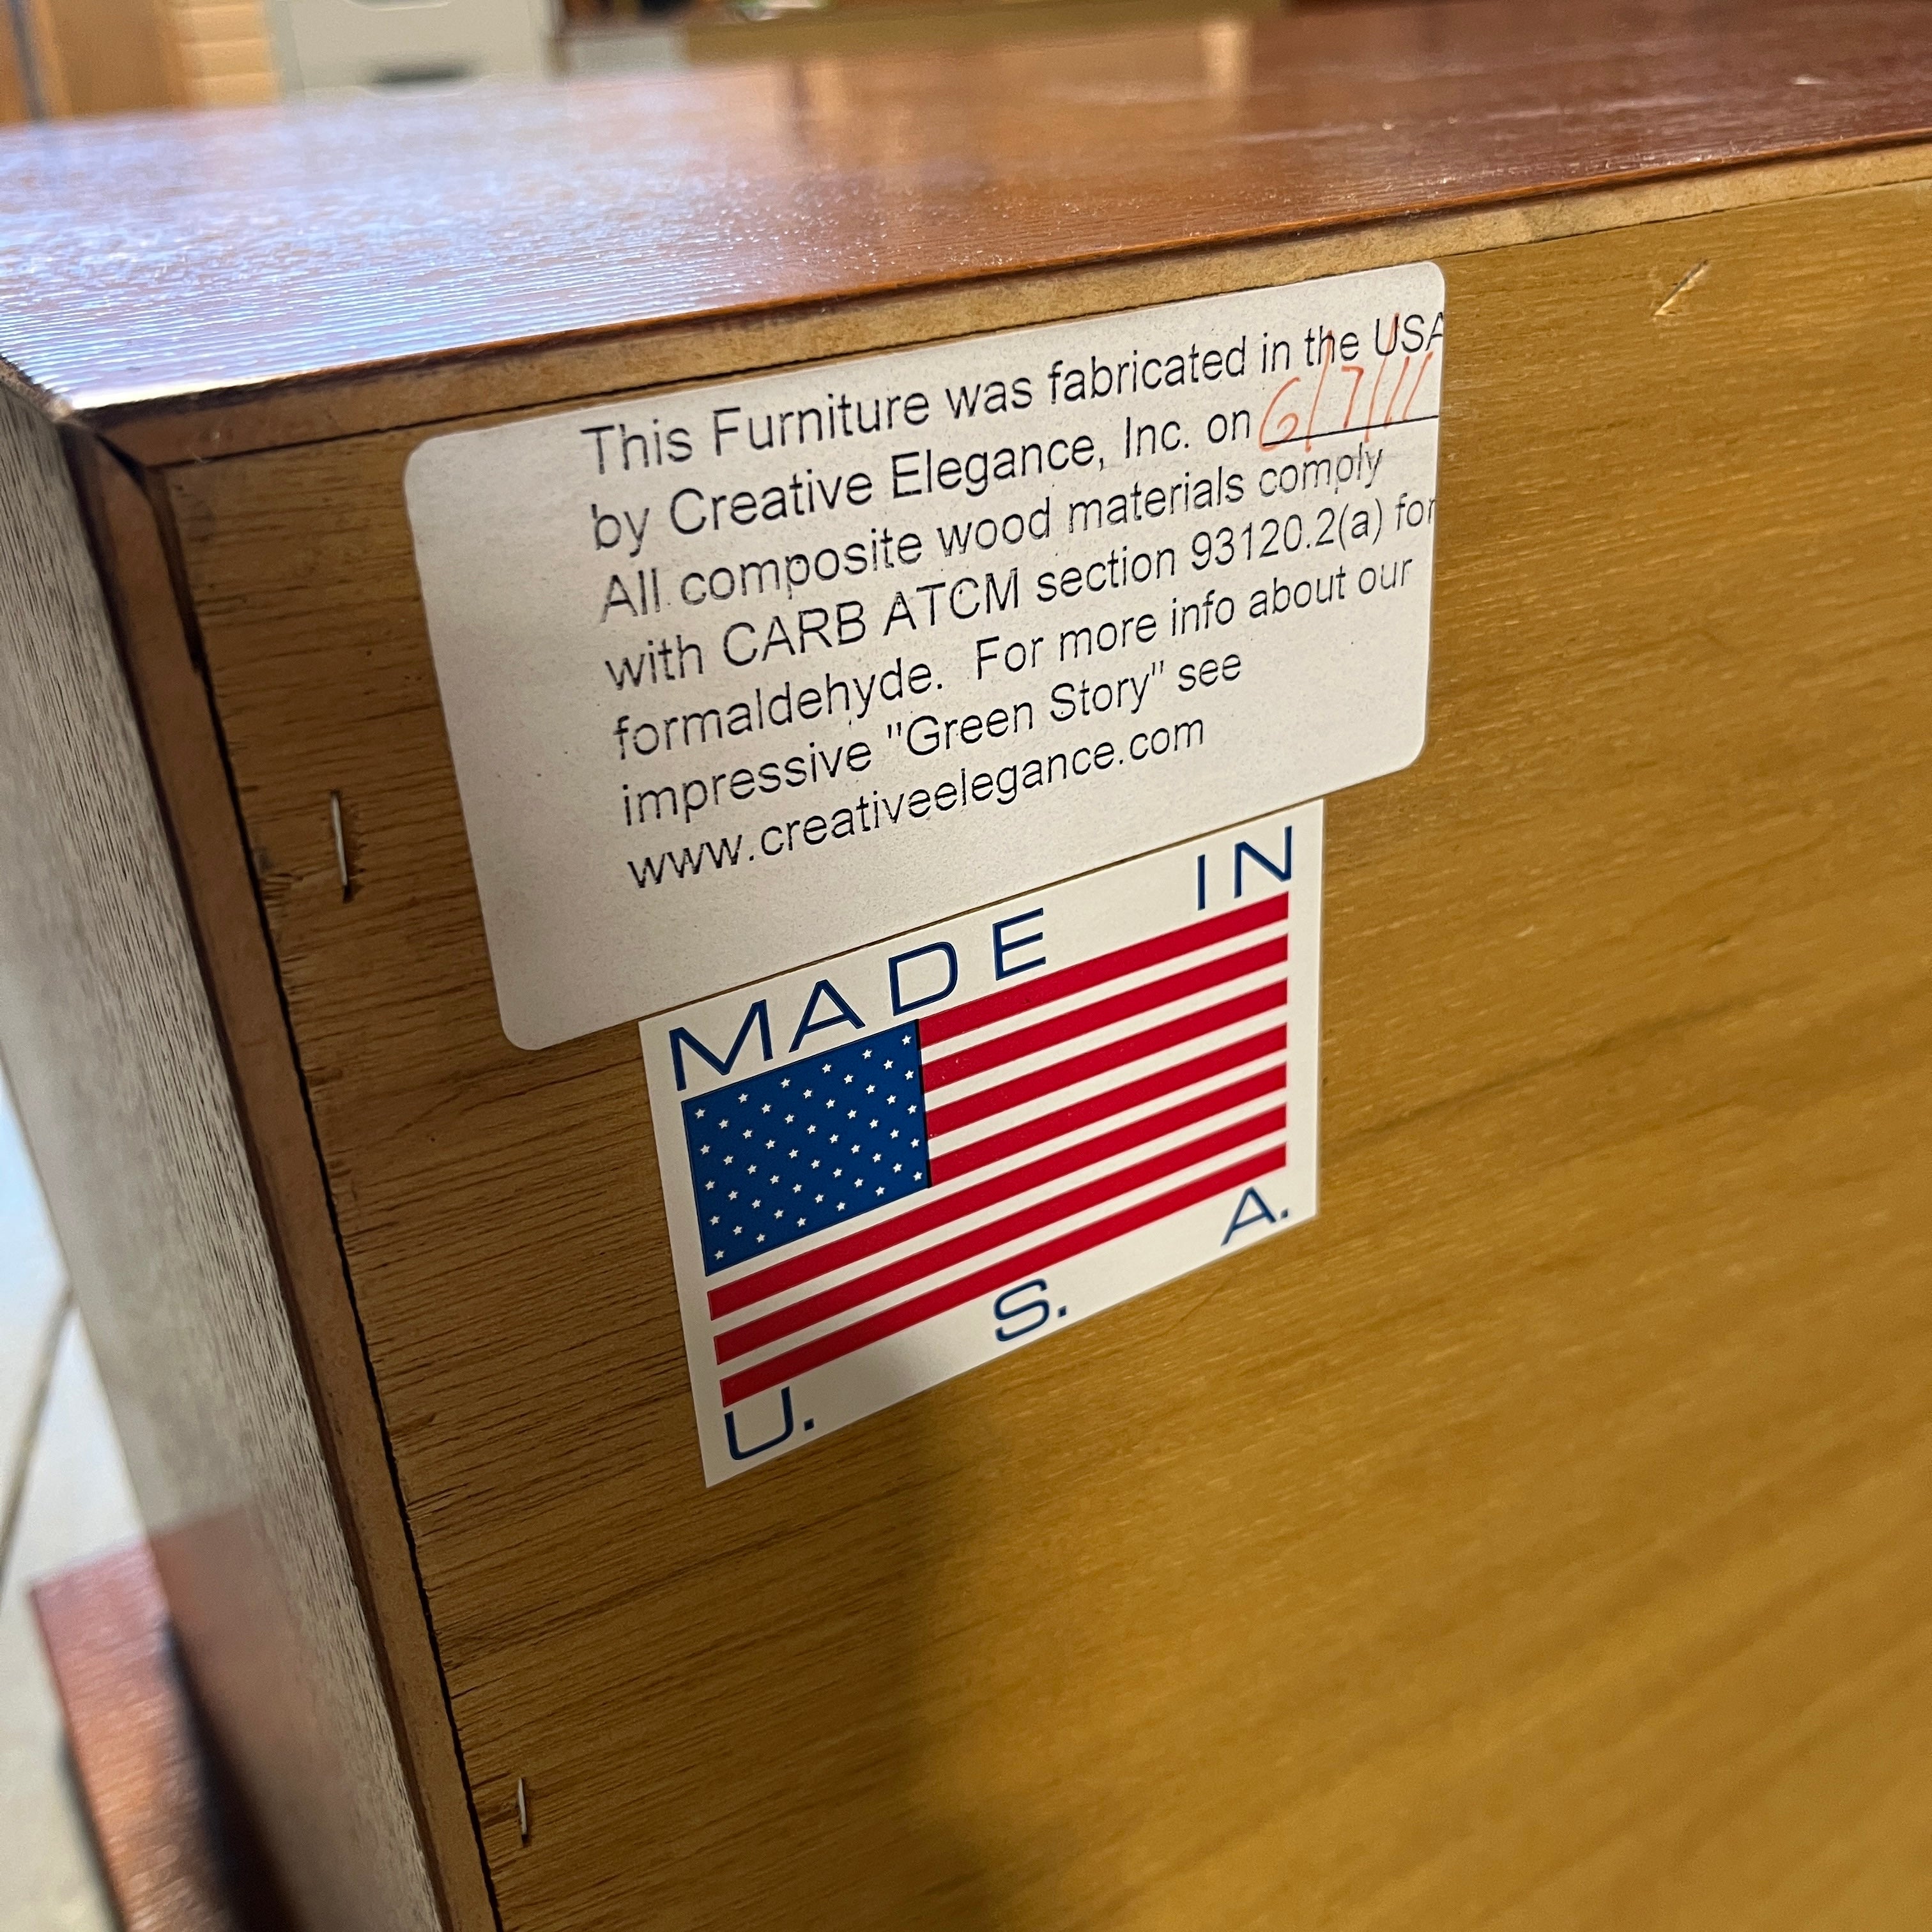 This Furniture was fabricated in the USA
by Creative Elegance, Inc. on 6/7/11
All composite wood materials comply
with CARB ATCM section 93120.2(a) for
formaldehyde. For more info about our
impressive "Green Story" see
www.creativeelegance.com
MADE IN
U. S. A.